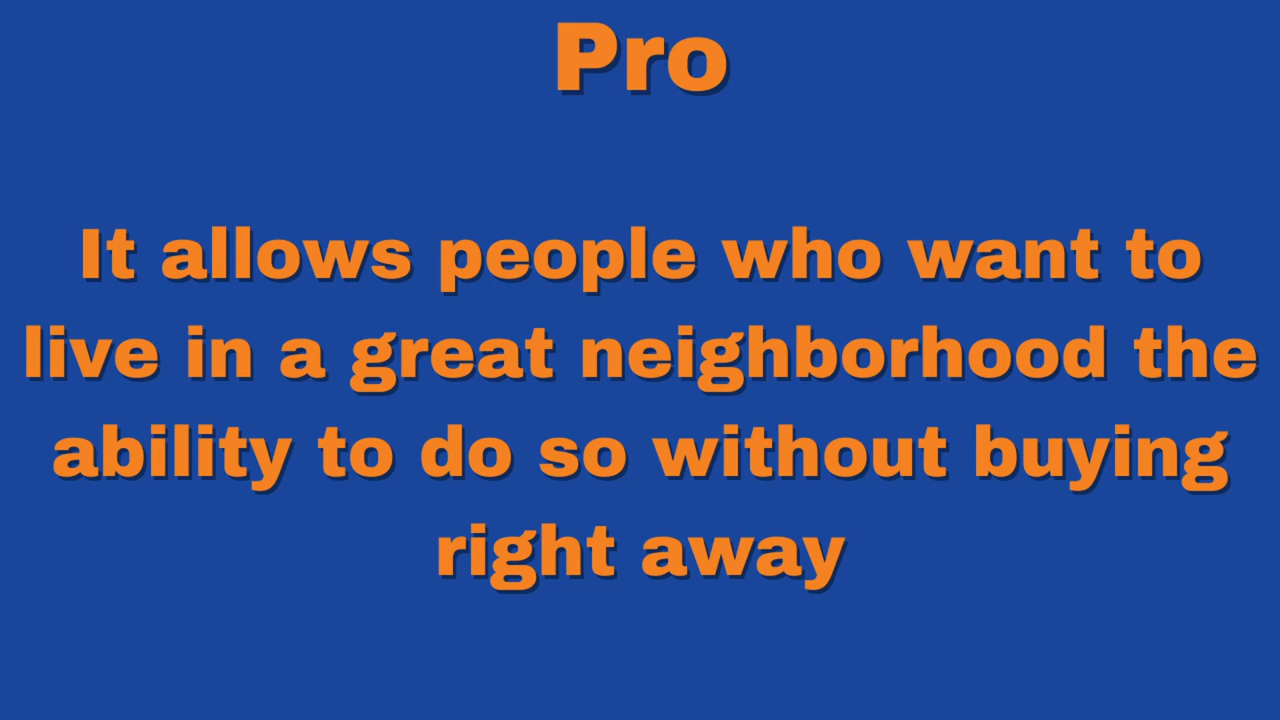 Pro
It allows people who want to
live in a great neighborhood the
ability to do so without buying
right away